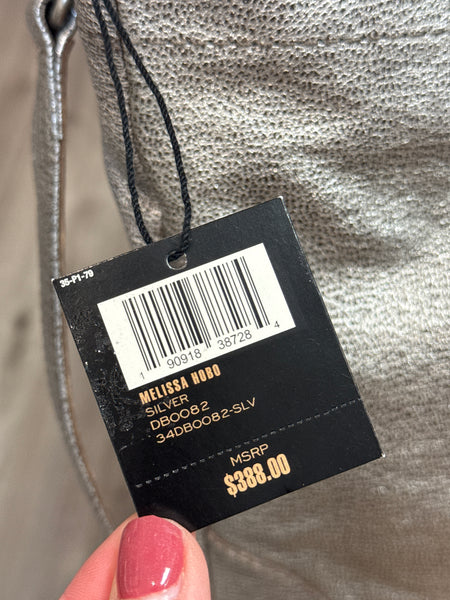 35-P1-79
1 90918 38728 4
MELISSA HOBO
SILVER
DB0082
34DB0082-SLV
MSRP
$388.00